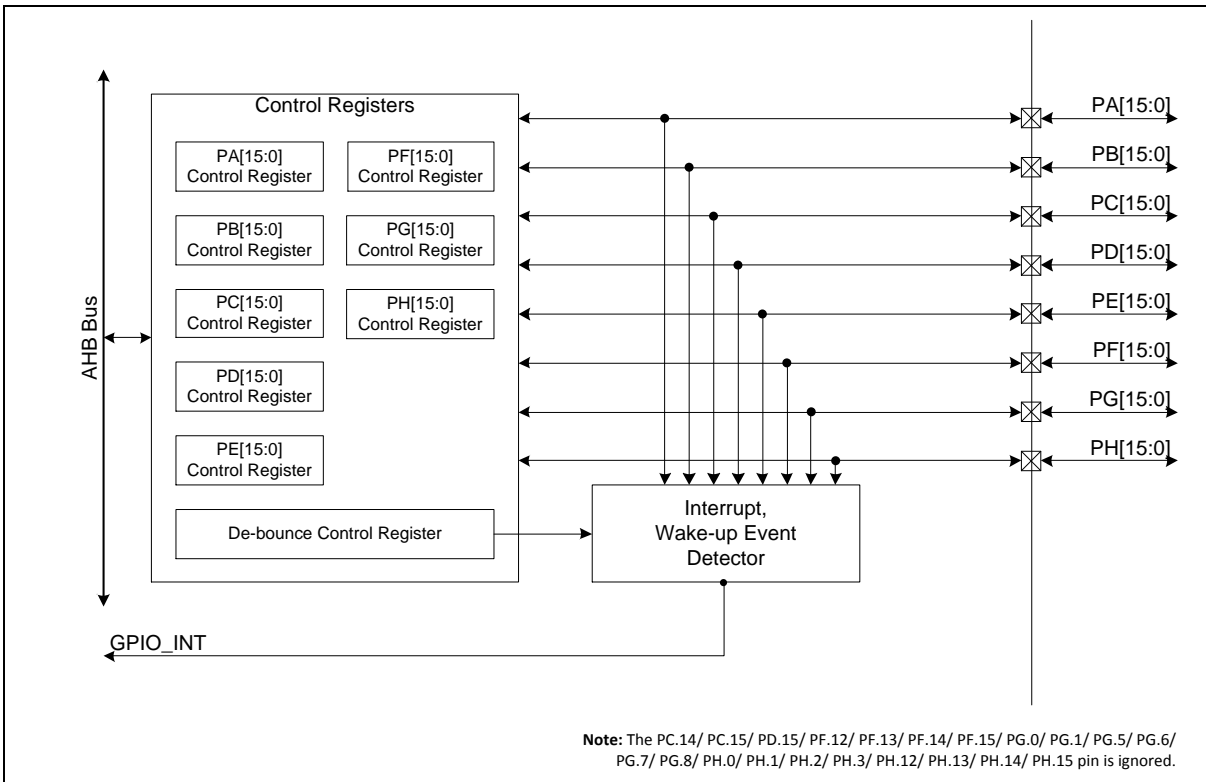 Control Registers
PA[15:0]
Control Register
PF[15:0]
Control Register
PB[15:0]
Control Register
PG[15:0]
Control Register
PC[15:0]
Control Register
PH[15:0]
Control Register
PD[15:0]
Control Register
PE[15:0]
Control Register
De-bounce Control Register
AHB Bus
Interrupt,
Wake-up Event
Detector
GPIO_INT
PA[15:0]
PB[15:0]
PC[15:0]
PD[15:0]
PE[15:0]
PF[15:0]
PG[15:0]
PH[15:0]
Note: The PC.14/ PC.15/ PD.15/ PF.12/ PF.13/ PF.14/ PF.15/ PG.0/ PG.1/ PG.5/ PG.6/
PG.7/ PG.8/ PH.0/ PH.1/ PH.2/ PH.3/ PH.12/ PH.13/ PH.14/ PH.15 pin is ignored.